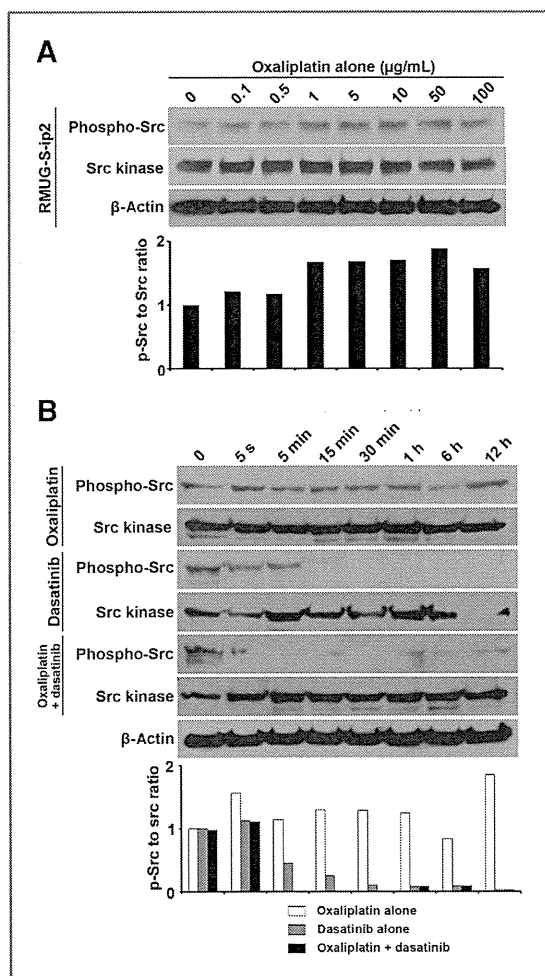 A
Oxaliplatin alone (µg/mL)
0 0.1 0.5 1 5 10 50 100
RMUG-S-ip2
Phospho-Src
Src kinase
β-Actin
p-Src to Src ratio
2
1
0
B
0 5 s 5 min 15 min 30 min 1 h 6 h 12 h
Oxaliplatin
Phospho-Src
Src kinase
Dasatinib
Phospho-Src
Src kinase
Oxaliplatin
+ dasatinib
Phospho-Src
Src kinase
β-Actin
p-Src to src ratio
2
1
0
Oxaliplatin alone
Dasatinib alone
Oxaliplatin + dasatinib